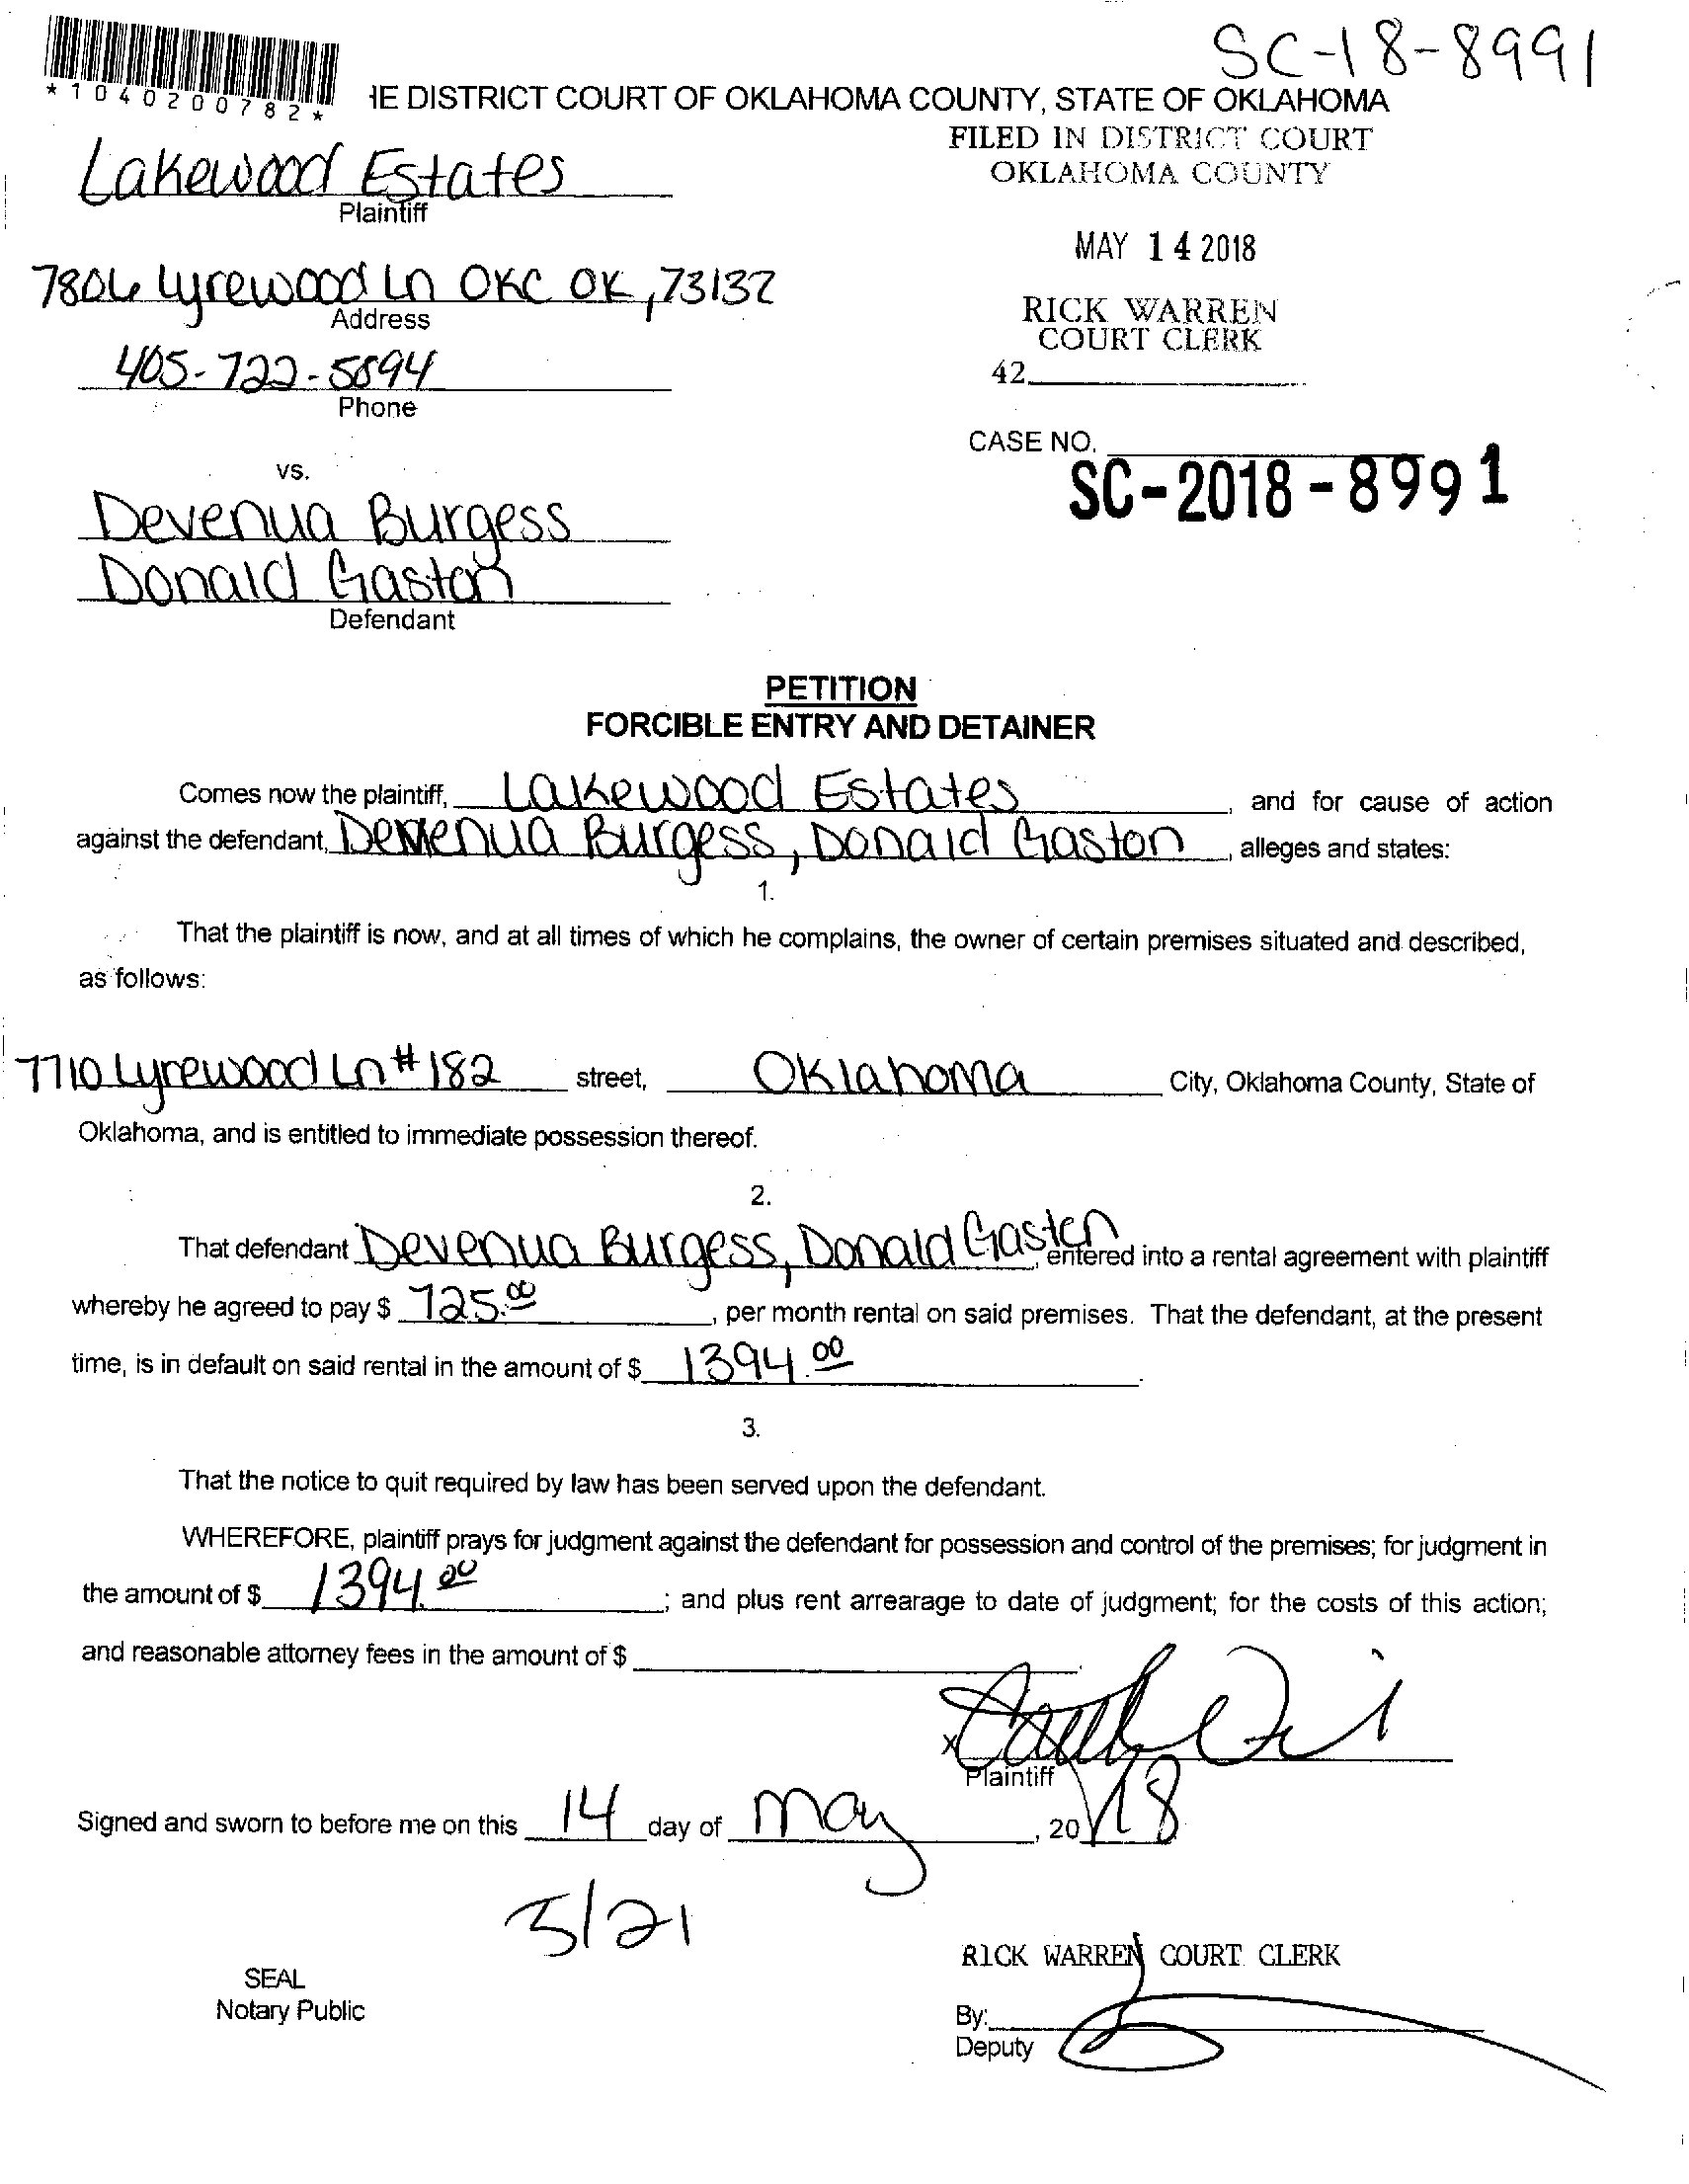 SC-18-8991
*1040200782*
IE DISTRICT COURT OF OKLAHOMA COUNTY, STATE OF OKLAHOMA
FILED IN DISTRICT COURT
OKLAHOMA COUNTY
Lakewood Estates
Plaintiff
MAY 14 2018
7806 Lyrewood Ln OKC OK, 73132
Address
RICK WARREN
COURT CLERK
405-722-5894
42
Phone
CASE NO.
SC-2018-8991
vs.
Devenua Burgess
Donald Gaston
Defendant
PETITION
FORCIBLE ENTRY AND DETAINER
Comes now the plaintiff, Lakewood Estates, and for cause of action
against the defendant, Devenua Burgess, Donald Gaston, alleges and states:
1.
That the plaintiff is now, and at all times of which he complains, the owner of certain premises situated and described,
as follows:
7710 Lyrewood Ln #182 street, Oklahoma City, Oklahoma County, State of
Oklahoma, and is entitled to immediate possession thereof.
2.
That defendant Devenua Burgess, Donald Gaston, entered into a rental agreement with plaintiff
whereby he agreed to pay $ 725.00, per month rental on said premises. That the defendant, at the present
time, is in default on said rental in the amount of $ 1394.00.
3.
That the notice to quit required by law has been served upon the defendant.
WHEREFORE, plaintiff prays for judgment against the defendant for possession and control of the premises; for judgment in
the amount of $ 1394.00; and plus rent arrearage to date of judgment; for the costs of this action;
and reasonable attorney fees in the amount of $
X
Plaintiff
Signed and sworn to before me on this 14 day of May, 2018
5/21
RICK WARREN COURT CLERK
SEAL
Notary Public
By:
Deputy